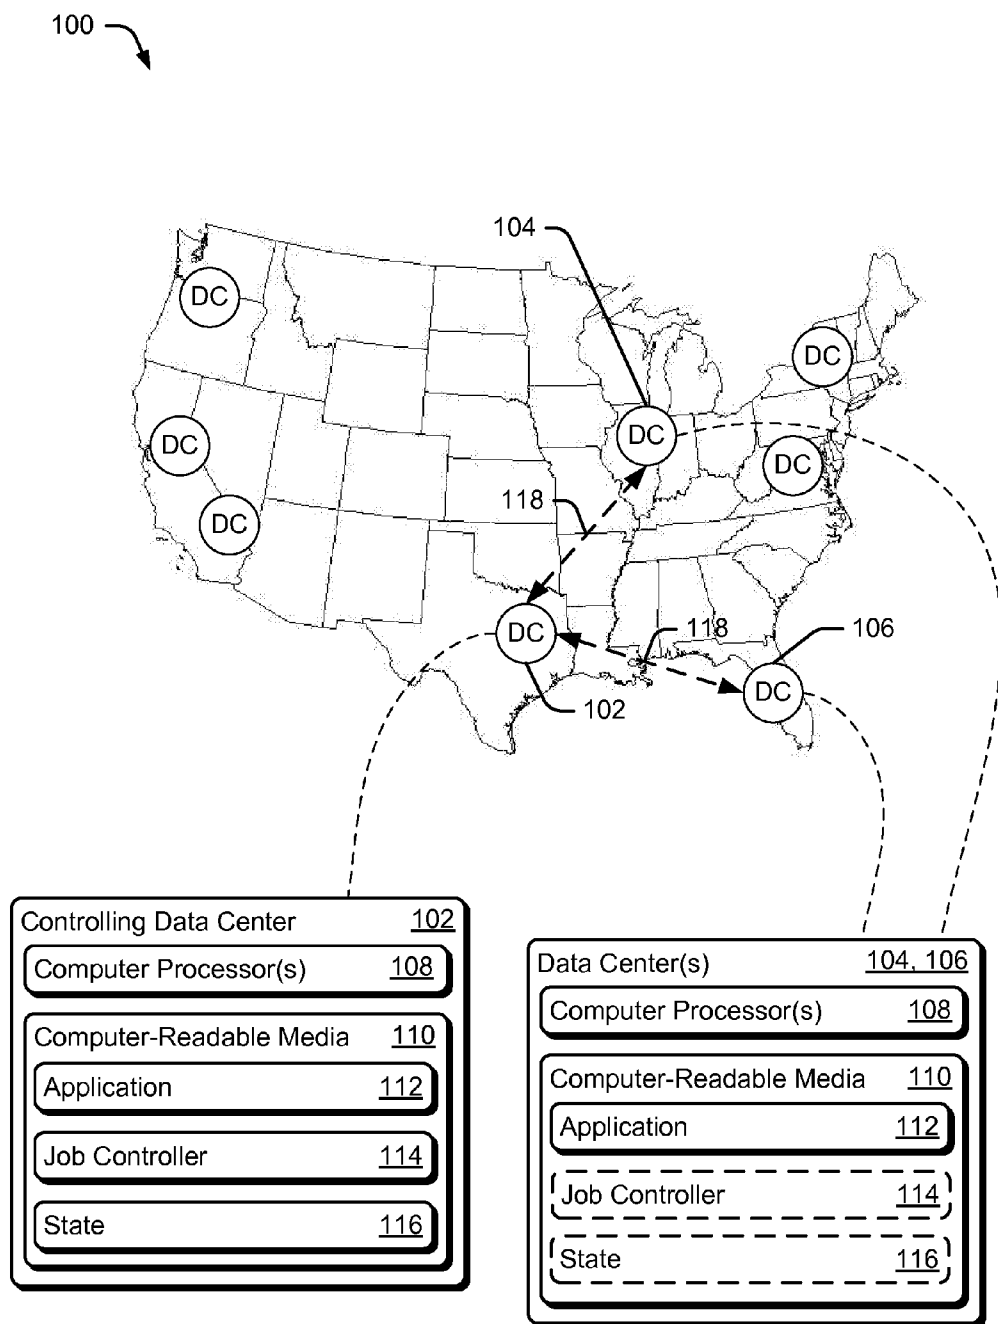 100
104
DC
DC
DC
DC
DC
DC
118
DC
118
106
DC
102
Controlling Data Center 102
Computer Processor(s) 108
Computer-Readable Media 110
Application 112
Job Controller 114
State 116
Data Center(s) 104, 106
Computer Processor(s) 108
Computer-Readable Media 110
Application 112
Job Controller 114
State 116